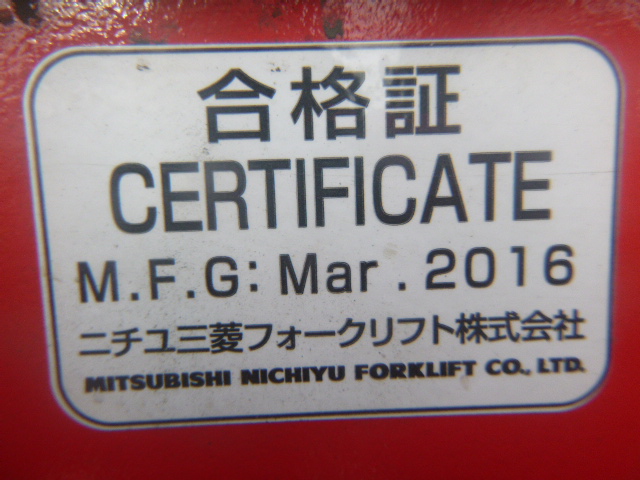 合格証
CERTIFICATE
M.F.G: Mar . 2016
ニチユ三菱フォークリフト株式会社
MITSUBISHI NICHIYU FORKLIFT CO., LTD.